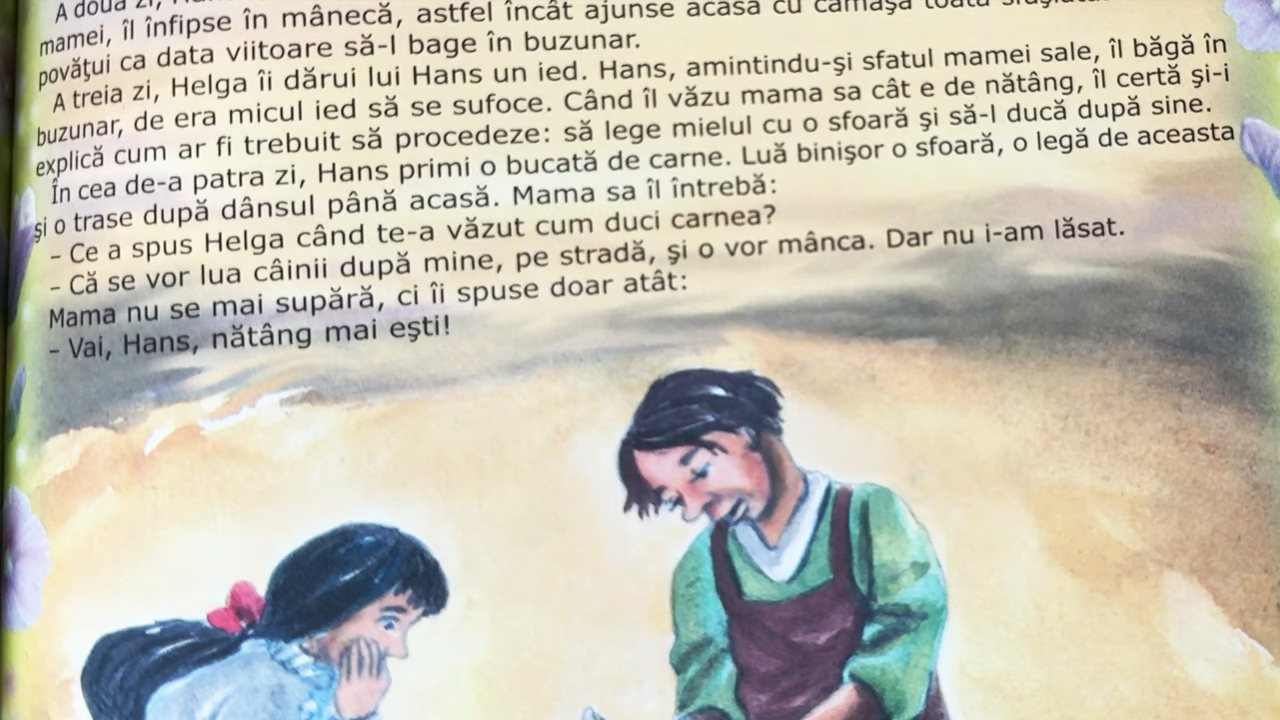 A doua zi,
mamei, îl înfipse în mânecă, astfel încât ajunse acasă cu cămaşa toată
povăţui ca data viitoare să-l bage în buzunar.
A treia zi, Helga îi dărui lui Hans un ied. Hans, amintindu-şi sfatul mamei sale, îl băgă în
buzunar, de era micul ied să se sufoce. Când îl văzu mama sa cât e de nătâng, îl certă şi-i
explică cum ar fi trebuit să procedeze: să lege mielul cu o sfoară şi să-l ducă după sine.
În cea de-a patra zi, Hans primi o bucată de carne. Luă binişor o sfoară, o legă de aceasta
şi o trase după dânsul până acasă. Mama sa îl întrebă:
– Ce a spus Helga când te-a văzut cum duci carnea?
– Că se vor lua câinii după mine, pe stradă, şi o vor mânca. Dar nu i-am lăsat.
Mama nu se mai supără, ci îi spuse doar atât:
– Vai, Hans, nătâng mai eşti!